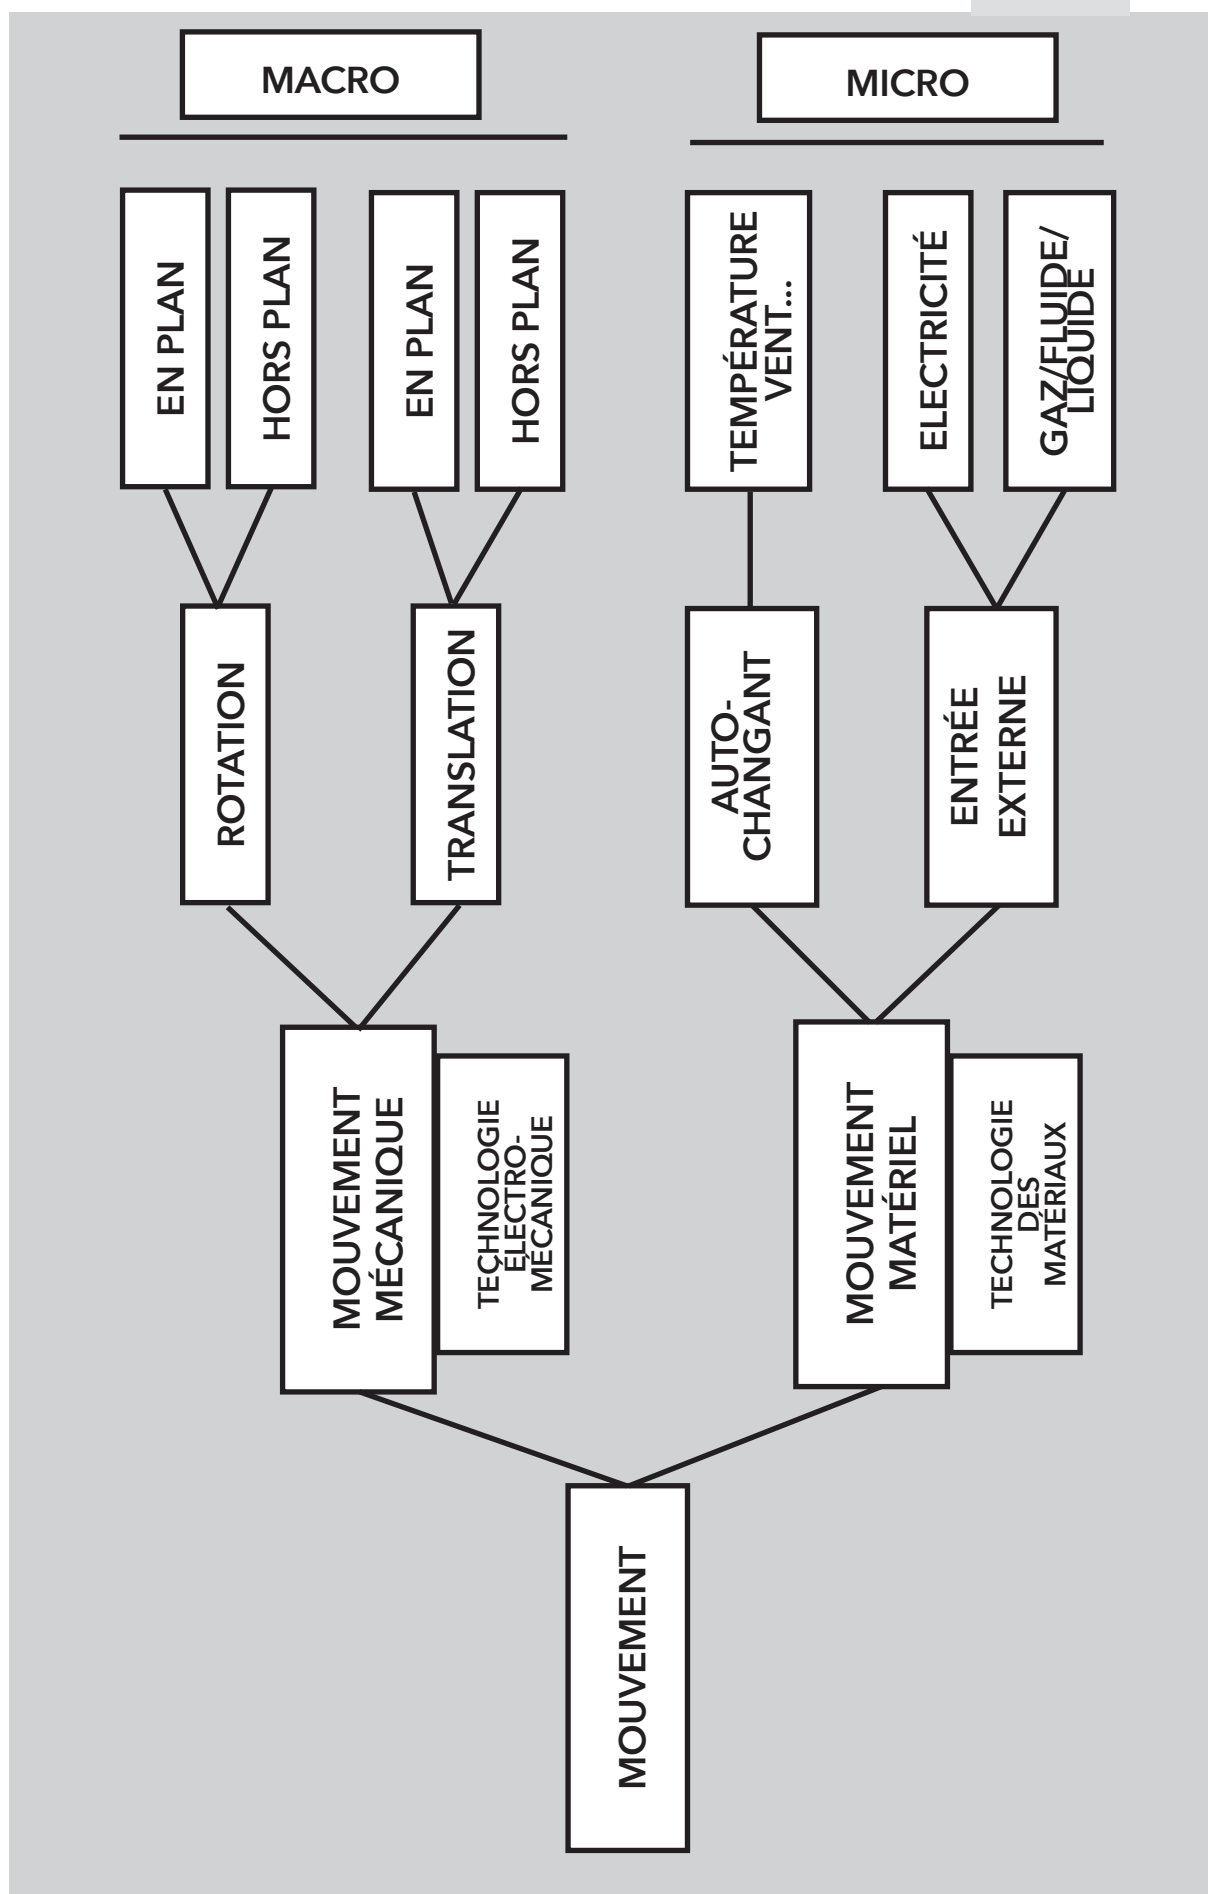 MACRO
MICRO
EN PLAN
HORS PLAN
EN PLAN
HORS PLAN
TEMPÉRATURE
VENT...
ELECTRICITÉ
GAZ/FLUIDE/
LIQUIDE
ROTATION
TRANSLATION
AUTO-
CHANGANT
ENTRÉE
EXTERNE
MOUVEMENT
MÉCANIQUE
TECHNOLOGIE
ÉLECTRO-
MÉCANIQUE
MOUVEMENT
MATÉRIEL
TECHNOLOGIE
DES
MATÉRIAUX
MOUVEMENT